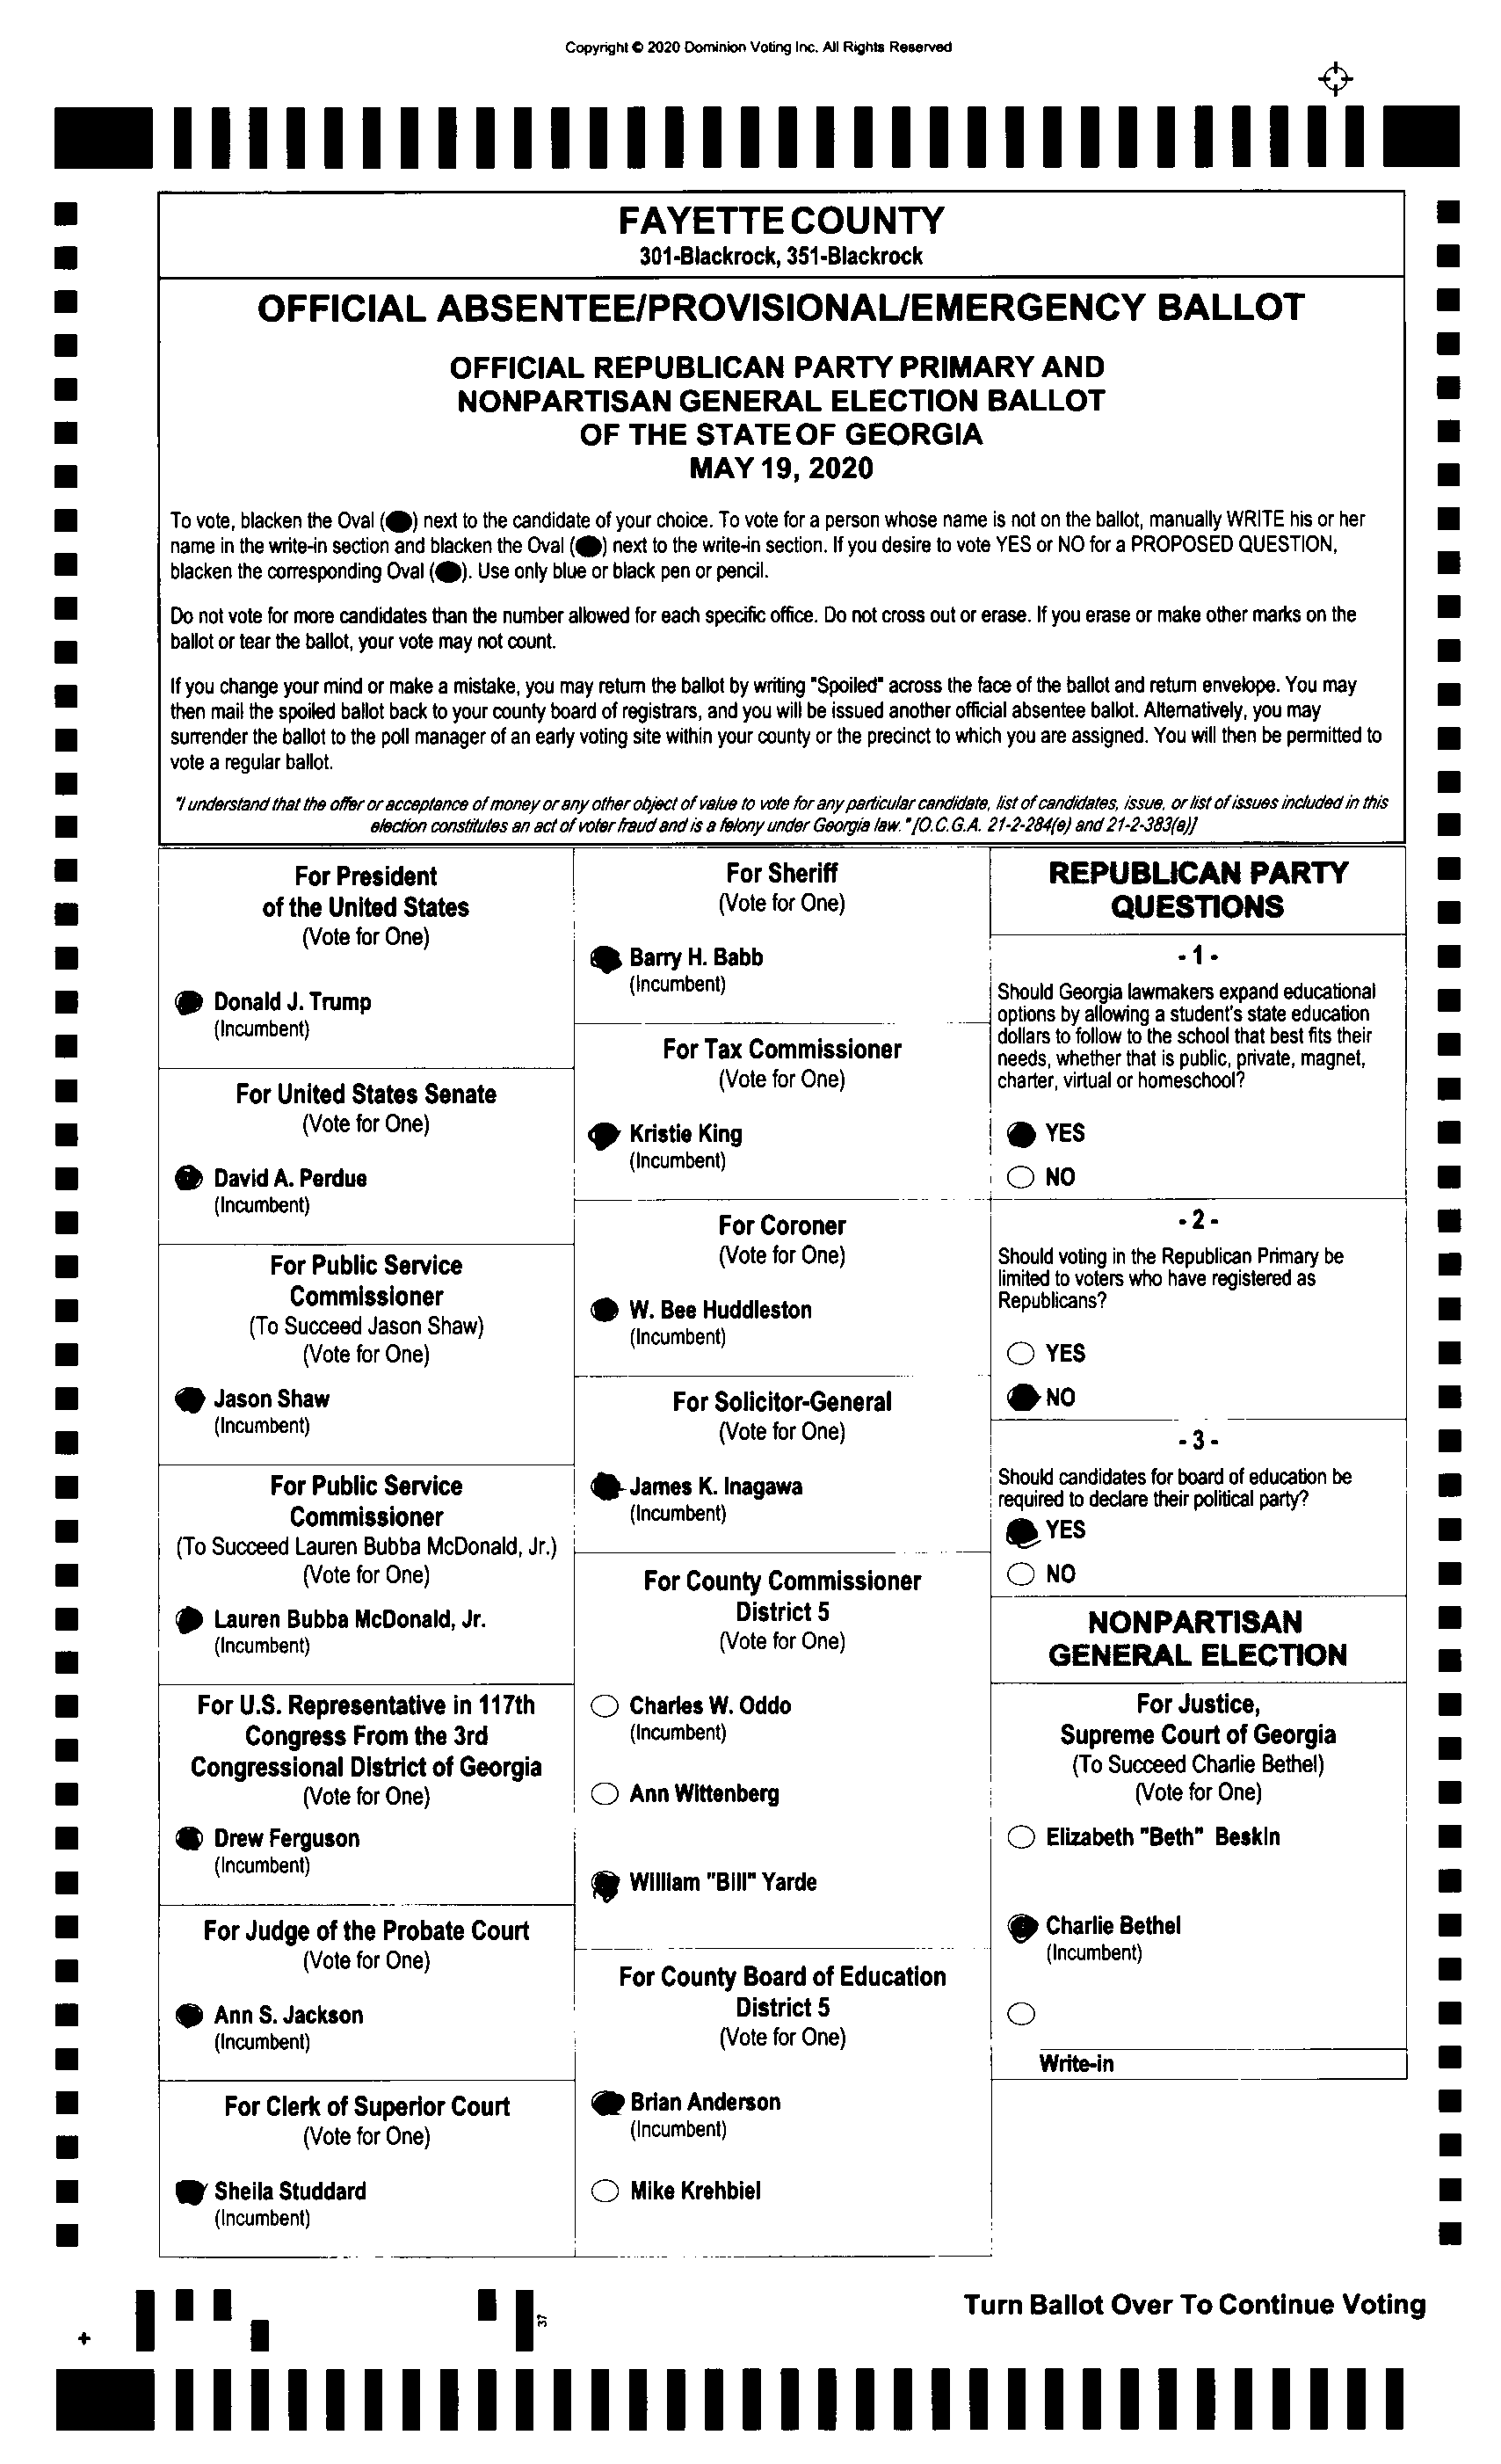 Copyright © 2020 Dominion Voting Inc. All Rights Reserved
FAYETTE COUNTY
301-Blackrock, 351-Blackrock
OFFICIAL ABSENTEE/PROVISIONAL/EMERGENCY BALLOT
OFFICIAL REPUBLICAN PARTY PRIMARY AND
NONPARTISAN GENERAL ELECTION BALLOT
OF THE STATE OF GEORGIA
MAY 19, 2020
To vote, blacken the Oval ( ) next to the candidate of your choice. To vote for a person whose name is not on the ballot, manually WRITE his or her
name in the write-in section and blacken the Oval ( ) next to the write-in section. If you desire to vote YES or NO for a PROPOSED QUESTION,
blacken the corresponding Oval ( ). Use only blue or black pen or pencil.
Do not vote for more candidates than the number allowed for each specific office. Do not cross out or erase. If you erase or make other marks on the
ballot or tear the ballot, your vote may not count.
If you change your mind or make a mistake, you may return the ballot by writing "Spoiled" across the face of the ballot and return envelope. You may
then mail the spoiled ballot back to your county board of registrars, and you will be issued another official absentee ballot. Alternatively, you may
surrender the ballot to the poll manager of an early voting site within your county or the precinct to which you are assigned. You will then be permitted to
vote a regular ballot.
"I understand that the offer or acceptance of money or any other object of value to vote for any particular candidate, list of candidates, issue, or list of issues included in this
election constitutes an act of voter fraud and is a felony under Georgia law." [O.C.G.A. 21-2-284(e) and 21-2-383(a)]
For President
of the United States
(Vote for One)
Donald J. Trump
(Incumbent)
For United States Senate
(Vote for One)
David A. Perdue
(Incumbent)
For Public Service
Commissioner
(To Succeed Jason Shaw)
(Vote for One)
Jason Shaw
(Incumbent)
For Public Service
Commissioner
(To Succeed Lauren Bubba McDonald, Jr.)
(Vote for One)
Lauren Bubba McDonald, Jr.
(Incumbent)
For U.S. Representative in 117th
Congress From the 3rd
Congressional District of Georgia
(Vote for One)
Drew Ferguson
(Incumbent)
For Judge of the Probate Court
(Vote for One)
Ann S. Jackson
(Incumbent)
For Clerk of Superior Court
(Vote for One)
Sheila Studdard
(Incumbent)
For Sheriff
(Vote for One)
Barry H. Babb
(Incumbent)
For Tax Commissioner
(Vote for One)
Kristie King
(Incumbent)
For Coroner
(Vote for One)
W. Bee Huddleston
(Incumbent)
For Solicitor-General
(Vote for One)
James K. Inagawa
(Incumbent)
For County Commissioner
District 5
(Vote for One)
Charles W. Oddo
(Incumbent)
Ann Wittenberg
William "Bill" Yarde
For County Board of Education
District 5
(Vote for One)
Brian Anderson
(Incumbent)
Mike Krehbiel
REPUBLICAN PARTY
QUESTIONS
- 1 -
Should Georgia lawmakers expand educational
options by allowing a student's state education
dollars to follow to the school that best fits their
needs, whether that is public, private, magnet,
charter, virtual or homeschool?
YES
NO
- 2 -
Should voting in the Republican Primary be
limited to voters who have registered as
Republicans?
YES
NO
- 3 -
Should candidates for board of education be
required to declare their political party?
YES
NO
NONPARTISAN
GENERAL ELECTION
For Justice,
Supreme Court of Georgia
(To Succeed Charlie Bethel)
(Vote for One)
Elizabeth "Beth" Beskin
Charlie Bethel
(Incumbent)
Write-in
Turn Ballot Over To Continue Voting
37